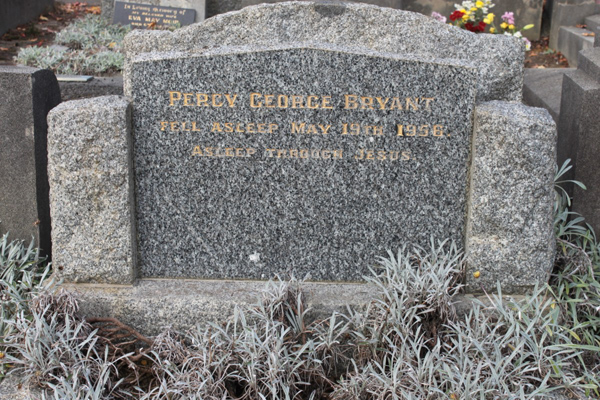 PERCY GEORGE BRYANT
FELL ASLEEP MAY 19TH 1956.
ASLEEP THROUGH JESUS.